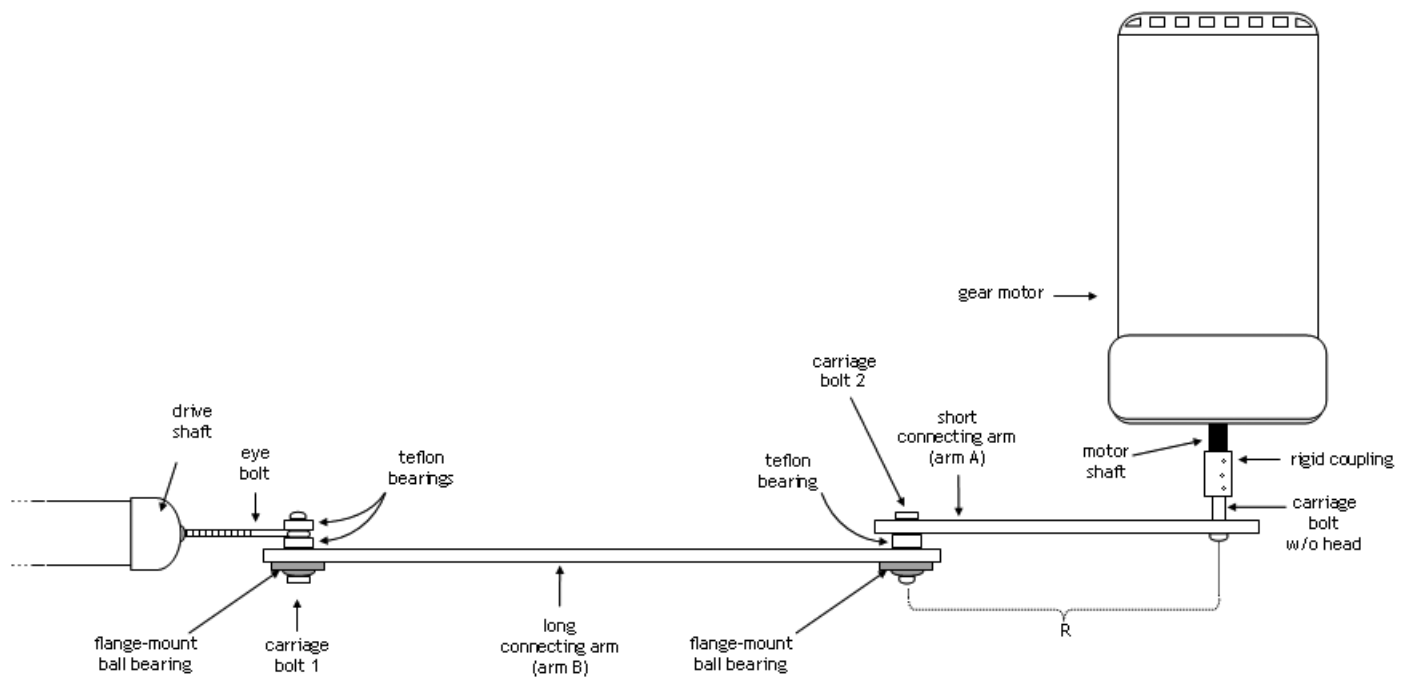 gear motor
carriage
bolt 2
drive
shaft
short
connecting arm
(arm A)
eye
bolt
teflon
bearings
teflon
bearing
motor
shaft
rigid coupling
carriage
bolt
w/o head
flange-mount
ball bearing
carriage
bolt 1
long
connecting arm
(arm B)
flange-mount
ball bearing
R